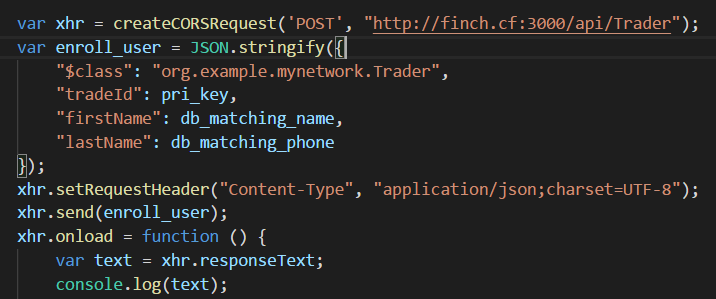 var xhr = createCORSRequest('POST', "http://finch.cf:3000/api/Trader");
var enroll_user = JSON.stringify({
    "$class": "org.example.mynetwork.Trader",
    "tradeId": pri_key,
    "firstName": db_matching_name,
    "lastName": db_matching_phone
});
xhr.setRequestHeader("Content-Type", "application/json;charset=UTF-8");
xhr.send(enroll_user);
xhr.onload = function () {
    var text = xhr.responseText;
    console.log(text);